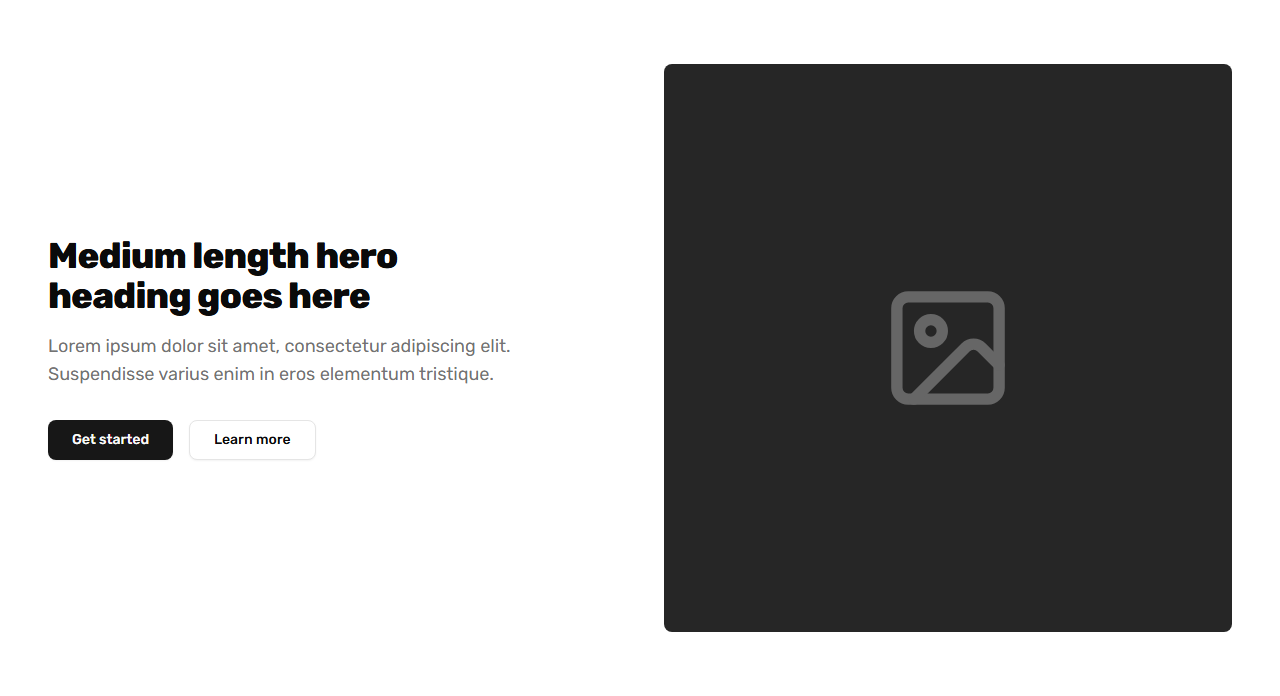 Medium length hero
heading goes here
Lorem ipsum dolor sit amet, consectetur adipiscing elit.
Suspendisse varius enim in eros elementum tristique.
Get started
Learn more